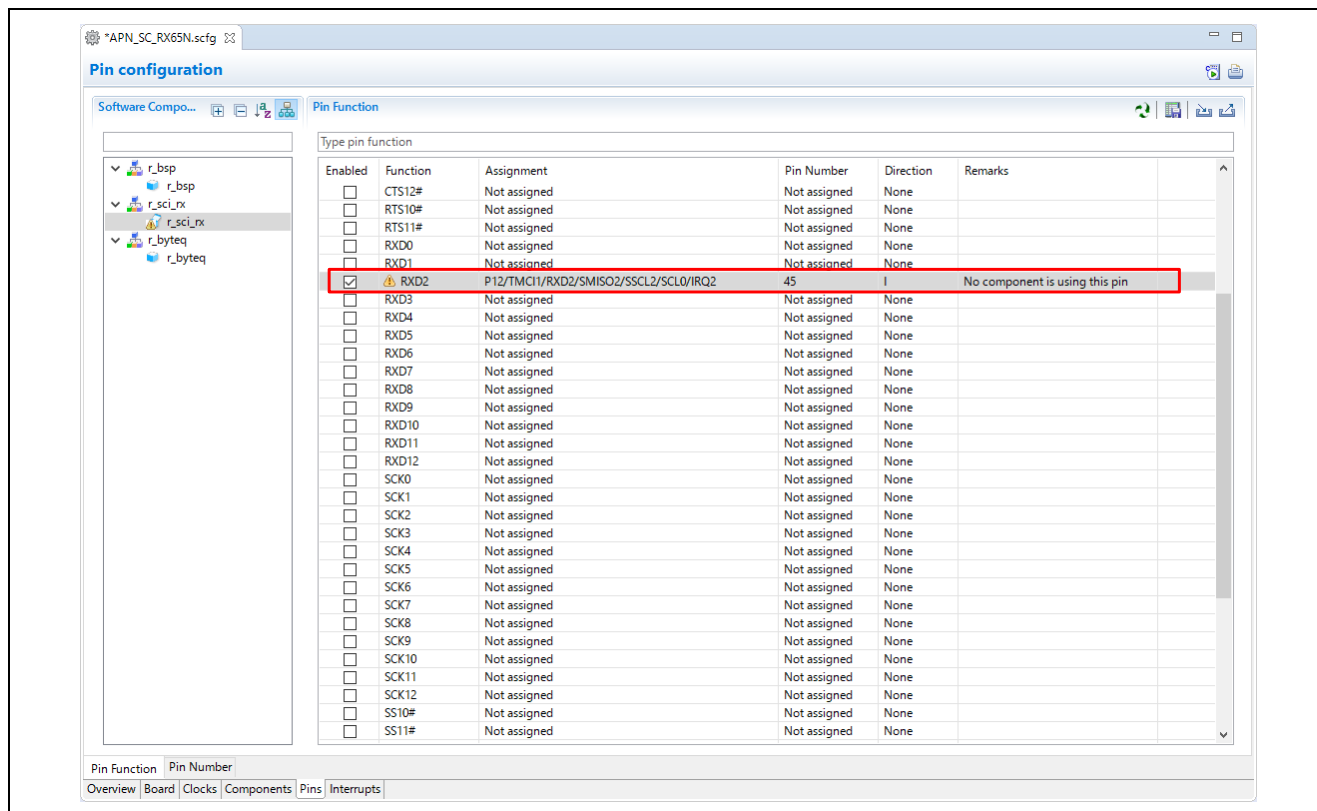 *APN_SC_RX65N.scfg
Pin configuration
Software Compo...
Pin Function
Type pin function
r_bsp
r_bsp
r_sci_rx
r_sci_rx
r_byteq
r_byteq
Enabled Function Assignment Pin Number Direction Remarks
CTS12# Not assigned Not assigned None
RTS10# Not assigned Not assigned None
RTS11# Not assigned Not assigned None
RXD0 Not assigned Not assigned None
RXD1 Not assigned Not assigned None
RXD2 P12/TMCI1/RXD2/SMISO2/SSCL2/SCL0/IRQ2 45 I No component is using this pin
RXD3 Not assigned Not assigned None
RXD4 Not assigned Not assigned None
RXD5 Not assigned Not assigned None
RXD6 Not assigned Not assigned None
RXD7 Not assigned Not assigned None
RXD8 Not assigned Not assigned None
RXD9 Not assigned Not assigned None
RXD10 Not assigned Not assigned None
RXD11 Not assigned Not assigned None
RXD12 Not assigned Not assigned None
SCK0 Not assigned Not assigned None
SCK1 Not assigned Not assigned None
SCK2 Not assigned Not assigned None
SCK3 Not assigned Not assigned None
SCK4 Not assigned Not assigned None
SCK5 Not assigned Not assigned None
SCK6 Not assigned Not assigned None
SCK7 Not assigned Not assigned None
SCK8 Not assigned Not assigned None
SCK9 Not assigned Not assigned None
SCK10 Not assigned Not assigned None
SCK11 Not assigned Not assigned None
SCK12 Not assigned Not assigned None
SS10# Not assigned Not assigned None
SS11# Not assigned Not assigned None
Pin Function Pin Number
Overview Board Clocks Components Pins Interrupts